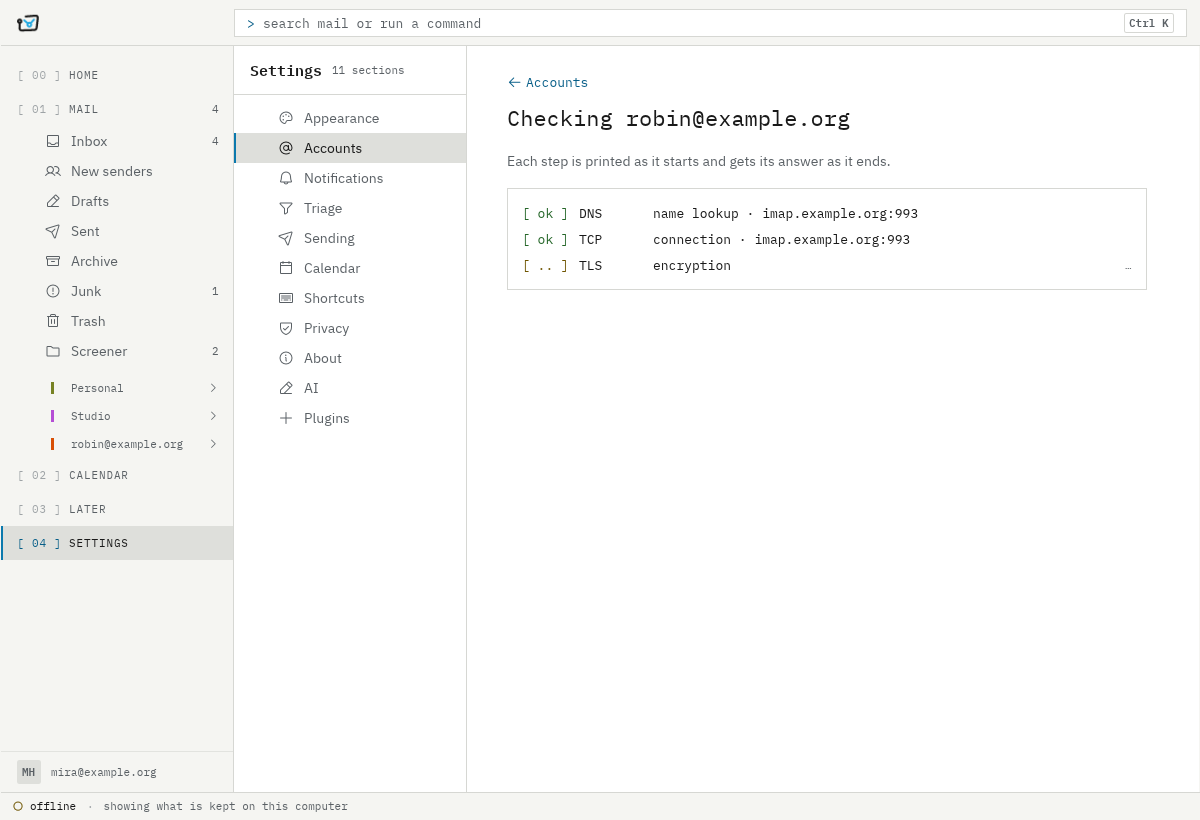 > search mail or run a command
Ctrl K
[ 00 ] HOME
[ 01 ] MAIL 4
Inbox 4
New senders
Drafts
Sent
Archive
Junk 1
Trash
Screener 2
Personal
Studio
robin@example.org
[ 02 ] CALENDAR
[ 03 ] LATER
[ 04 ] SETTINGS
MH mira@example.org
Settings 11 sections
Appearance
Accounts
Notifications
Triage
Sending
Calendar
Shortcuts
Privacy
About
AI
Plugins
← Accounts
Checking robin@example.org
Each step is printed as it starts and gets its answer as it ends.
[ ok ] DNS name lookup · imap.example.org:993
[ ok ] TCP connection · imap.example.org:993
[ .. ] TLS encryption …
offline · showing what is kept on this computer